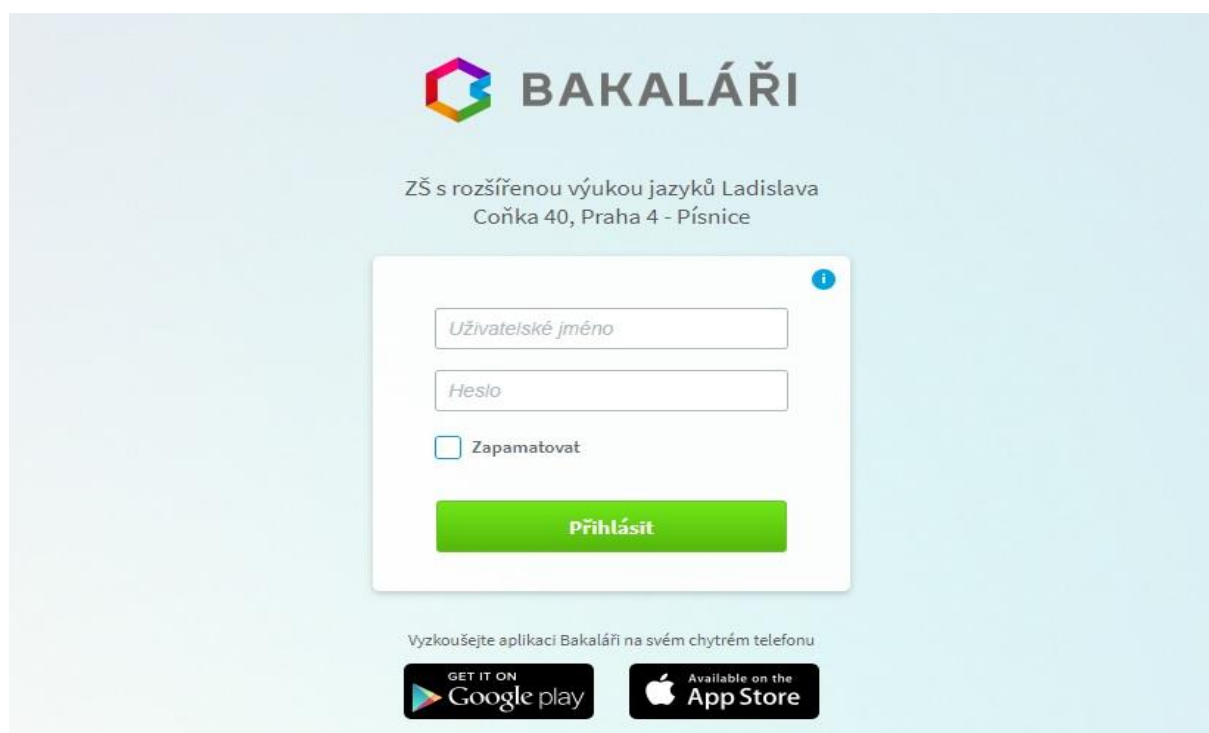 BAKALÁŘI
ZŠ s rozšířenou výukou jazyků Ladislava
Coňka 40, Praha 4 - Písnice
i
Uživatelské jméno
Heslo
Zapamatovat
Přihlásit
Vyzkoušejte aplikaci Bakaláři na svém chytrém telefonu
GET IT ON
Google play
Available on the
App Store